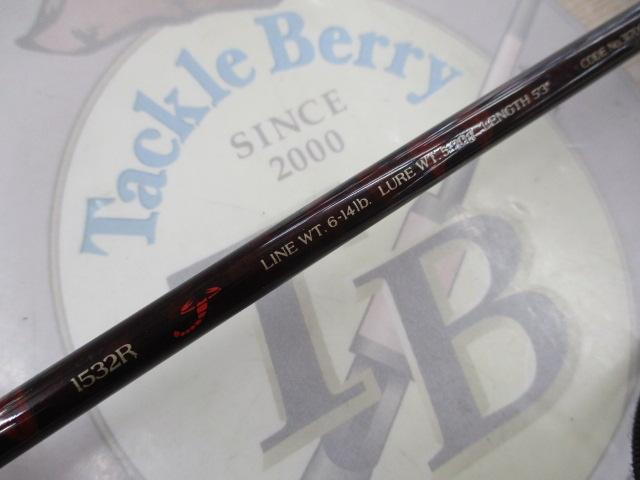 Tackle Berry
SINCE
2000
TB
1532R LINE WT. 6-14lb. LURE WT. LENGTH 5'3" CODE No.